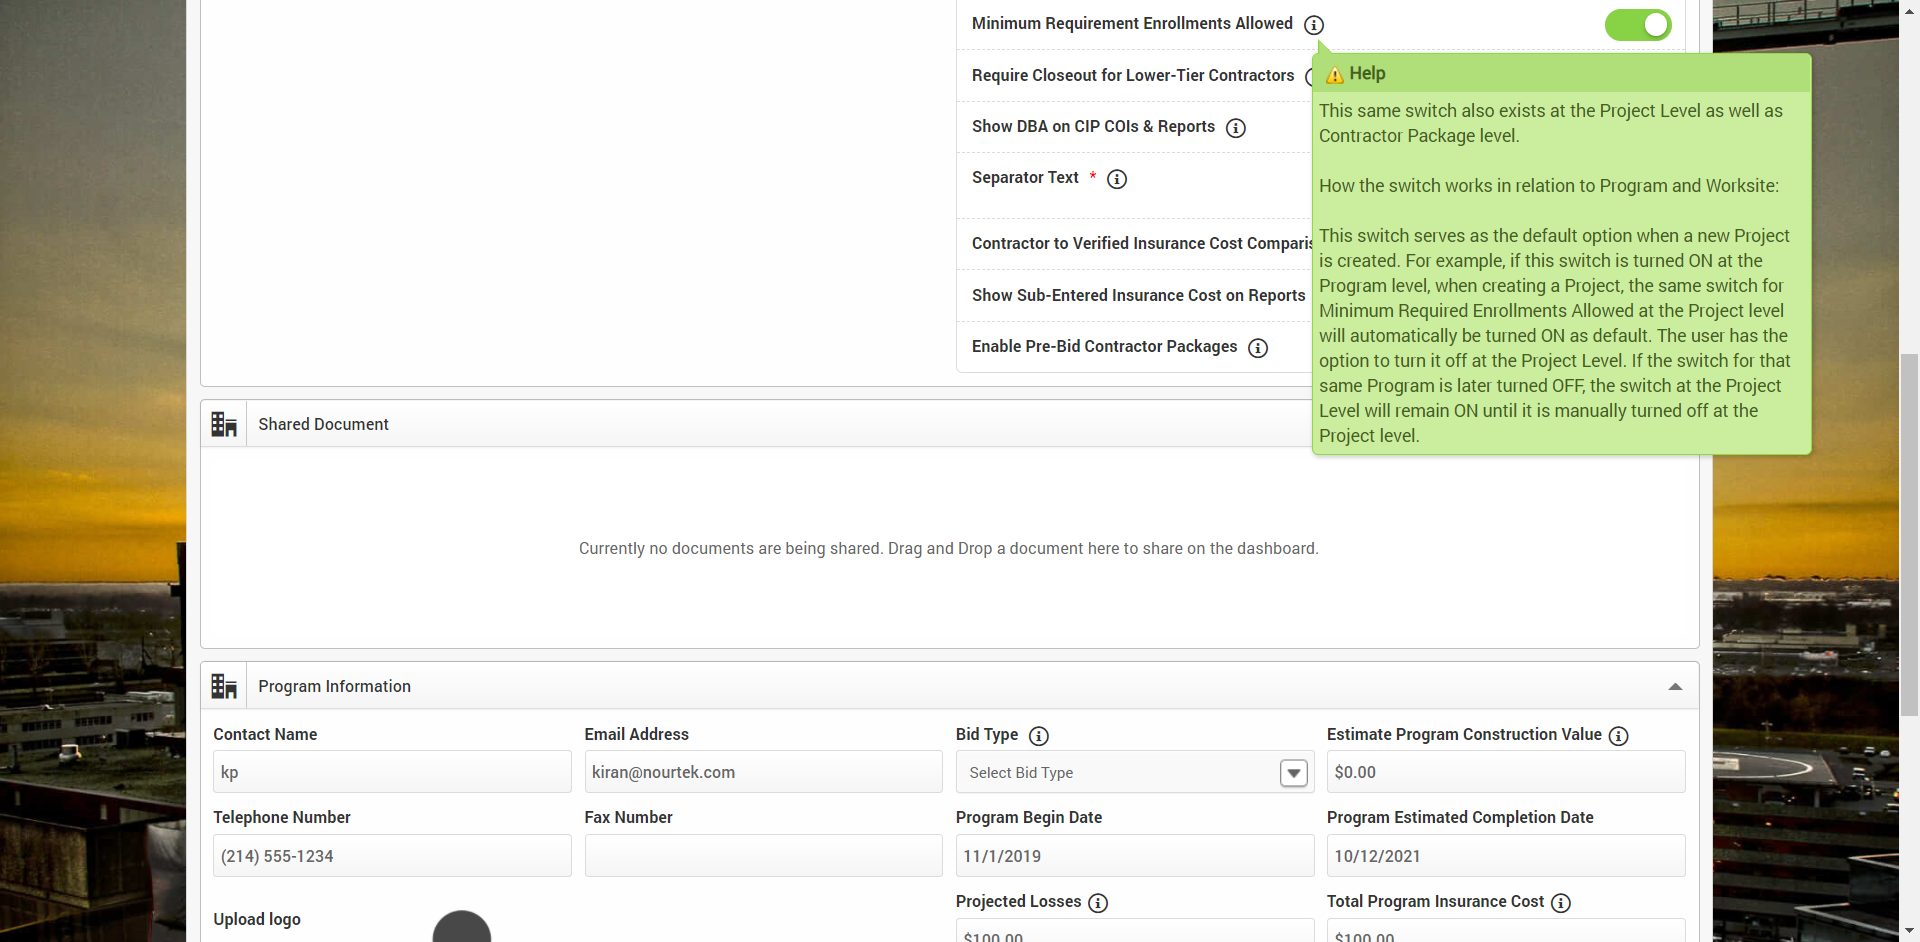 Minimum Requirement Enrollments Allowed
Require Closeout for Lower-Tier Contractors
Show DBA on CIP COIs & Reports
Separator Text *
Contractor to Verified Insurance Cost
Show Sub-Entered Insurance Cost on Reports
Enable Pre-Bid Contractor Packages
Help
This same switch also exists at the Project Level as well as
Contractor Package level.
How the switch works in relation to Program and Worksite:
This switch serves as the default option when a new Project
is created. For example, if this switch is turned ON at the
Program level, when creating a Project, the same switch for
Minimum Required Enrollments Allowed at the Project level
will automatically be turned ON as default. The user has the
option to turn it off at the Project Level. If the switch for that
same Program is later turned OFF, the switch at the Project
Level will remain ON until it is manually turned off at the
Project level.
Shared Document
Currently no documents are being shared. Drag and Drop a document here to share on the dashboard.
Program Information
Contact Name
Email Address
Bid Type
Estimate Program Construction Value
kp
kiran@nourtek.com
Select Bid Type
$0.00
Telephone Number
Fax Number
Program Begin Date
Program Estimated Completion Date
(214) 555-1234
11/1/2019
10/12/2021
Projected Losses
Total Program Insurance Cost
Upload logo
$100.00
$100.00